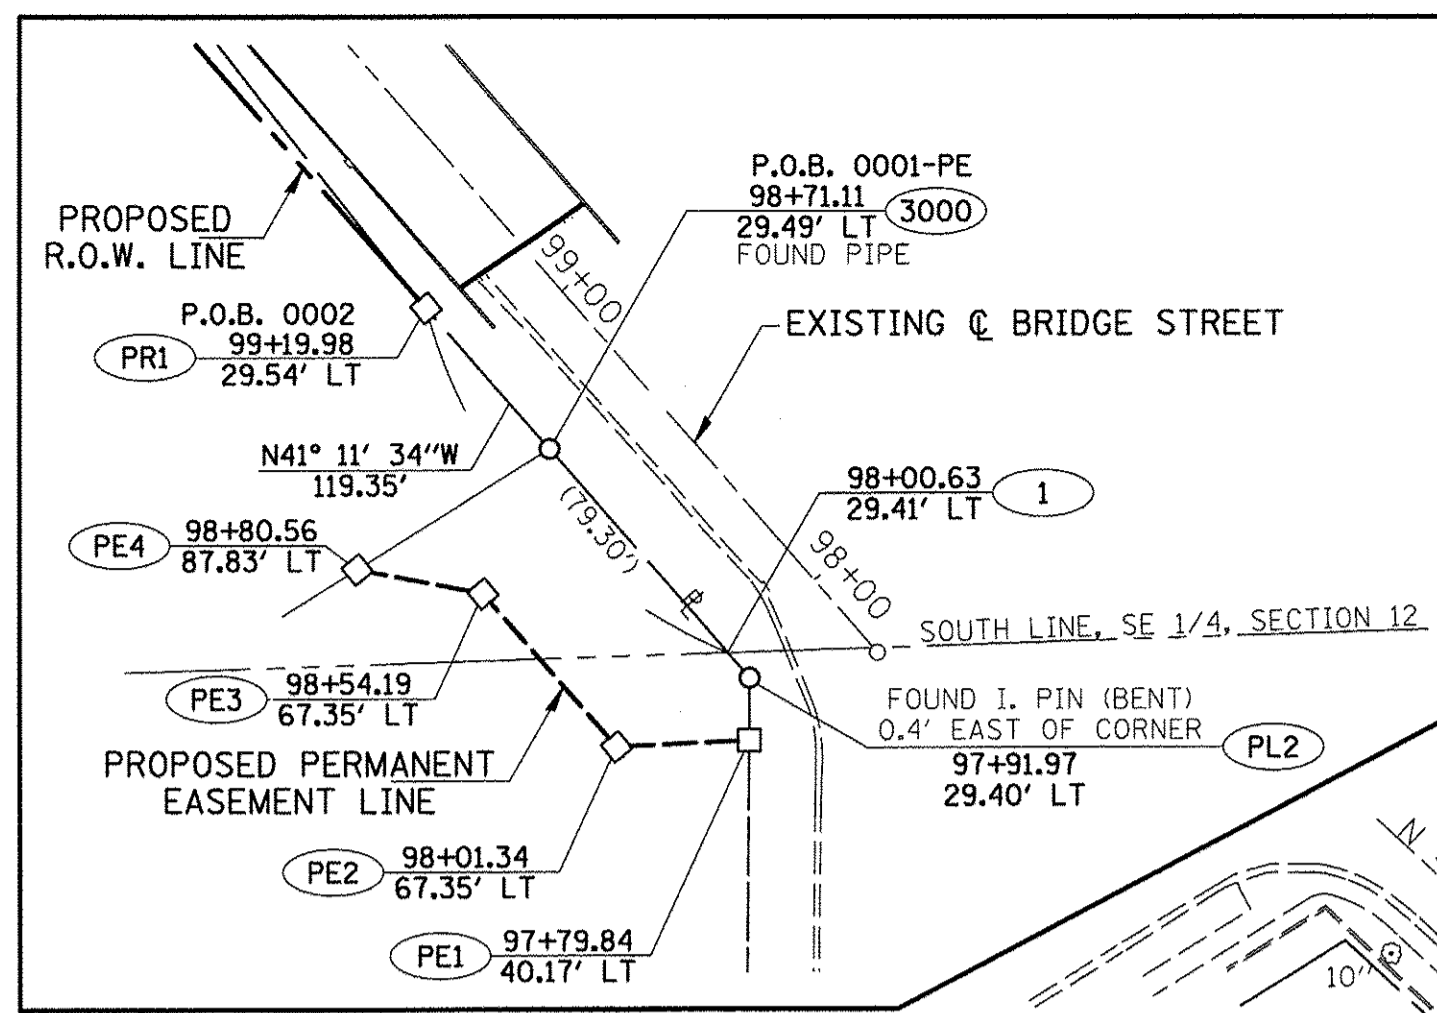 P.O.B. 0001-PE
98+71.11
29.49' LT
3000
FOUND PIPE
PROPOSED
R.O.W. LINE
99+00
EXISTING ℄ BRIDGE STREET
P.O.B. 0002
PR1
99+19.98
29.54' LT
N41° 11' 34"W
119.35'
(79.30')
98+00.63
29.41' LT
1
PE4
98+80.56
87.83' LT
98+00
SOUTH LINE, SE 1/4, SECTION 12
PE3
98+54.19
67.35' LT
FOUND I. PIN (BENT)
0.4' EAST OF CORNER
97+91.97
29.40' LT
PL2
PROPOSED PERMANENT
EASEMENT LINE
PE2
98+01.34
67.35' LT
PE1
97+79.84
40.17' LT
N
10"